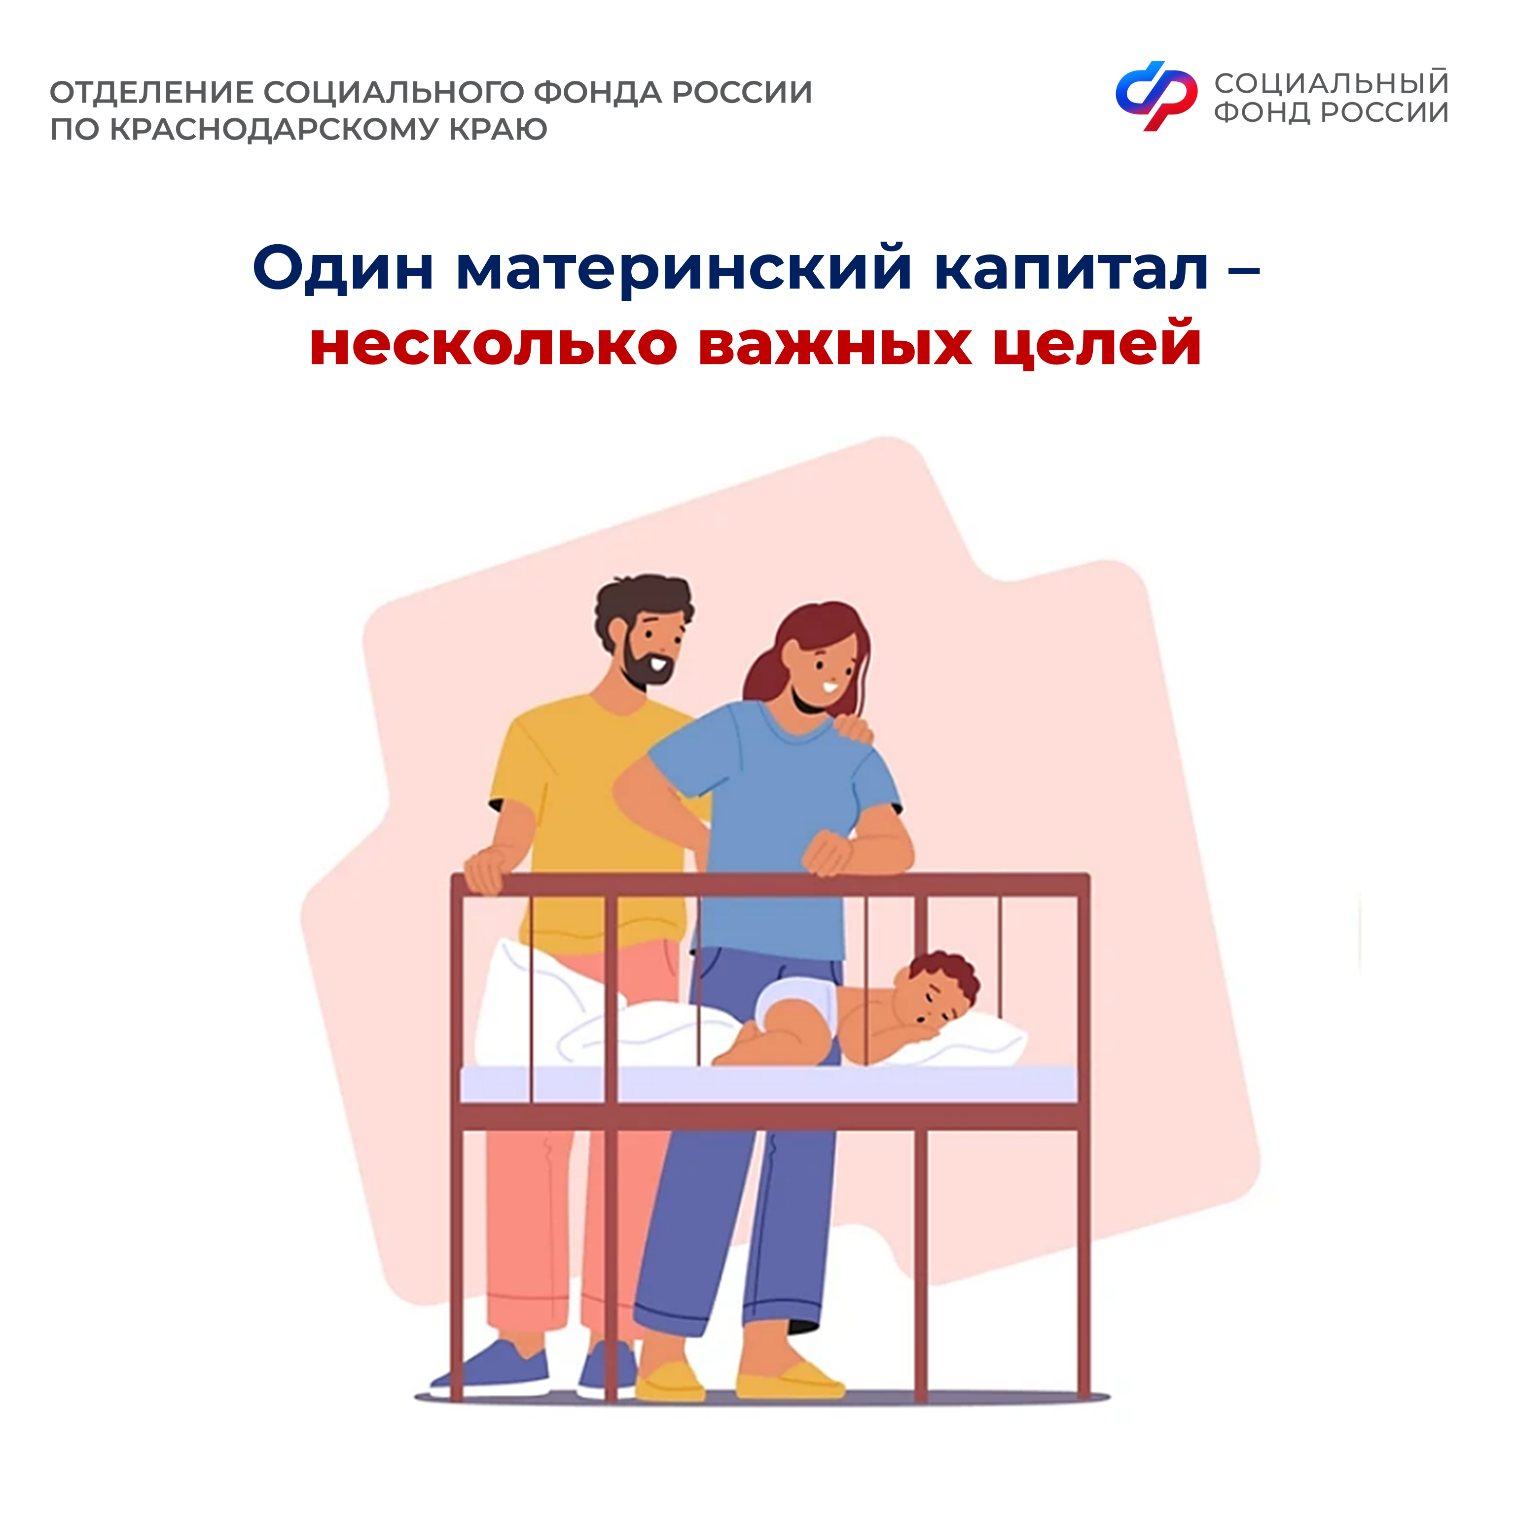 ОТДЕЛЕНИЕ СОЦИАЛЬНОГО ФОНДА РОССИИ
ПО КРАСНОДАРСКОМУ КРАЮ
СОЦИАЛЬНЫЙ
ФОНД РОССИИ
Один материнский капитал –
несколько важных целей